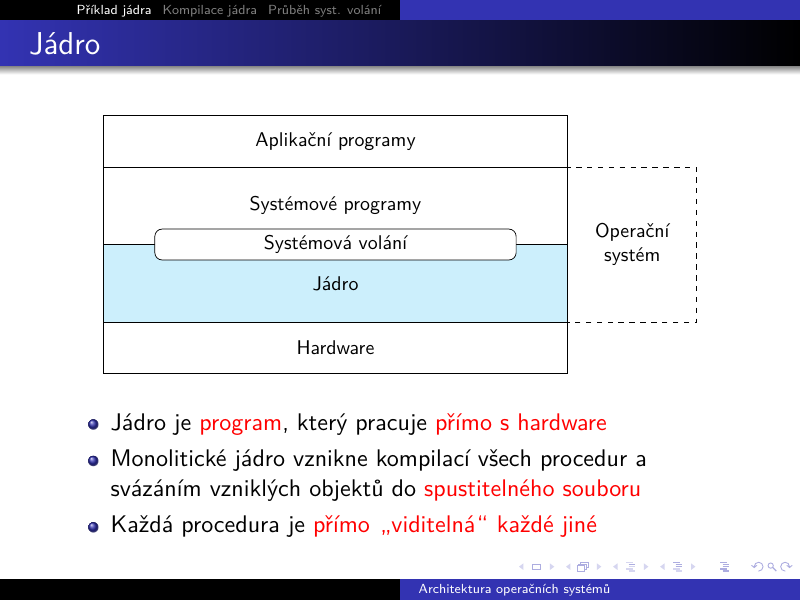 Příklad jádra Kompilace jádra Průběh syst. volání
Jádro
Aplikační programy
Systémové programy
Systémová volání
Jádro
Hardware
Operační
systém
Jádro je program, který pracuje přímo s hardware
Monolitické jádro vznikne kompilací všech procedur a
svázáním vzniklých objektů do spustitelného souboru
Každá procedura je přímo „viditelná“ každé jiné
Architektura operačních systémů